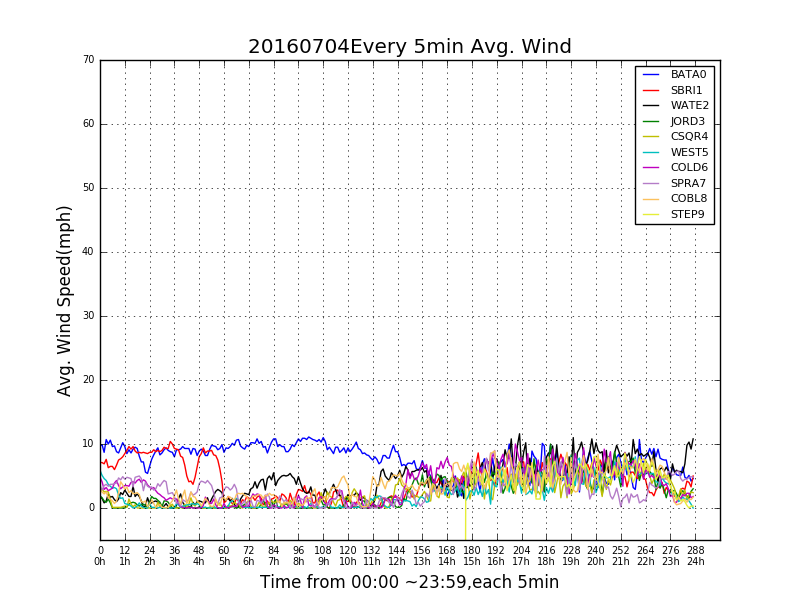 20160704Every 5min Avg. Wind
70
60
50
40
30
20
10
0
Avg. Wind Speed(mph)
BATA0
SBRI1
WATE2
JORD3
CSQR4
WEST5
COLD6
SPRA7
COBL8
STEP9
0 12 24 36 48 60 72 84 96 108 120 132 144 156 168 180 192 204 216 228 240 252 264 276 288
0h 1h 2h 3h 4h 5h 6h 7h 8h 9h 10h 11h 12h 13h 14h 15h 16h 17h 18h 19h 20h 21h 22h 23h 24h
Time from 00:00 ~23:59,each 5min